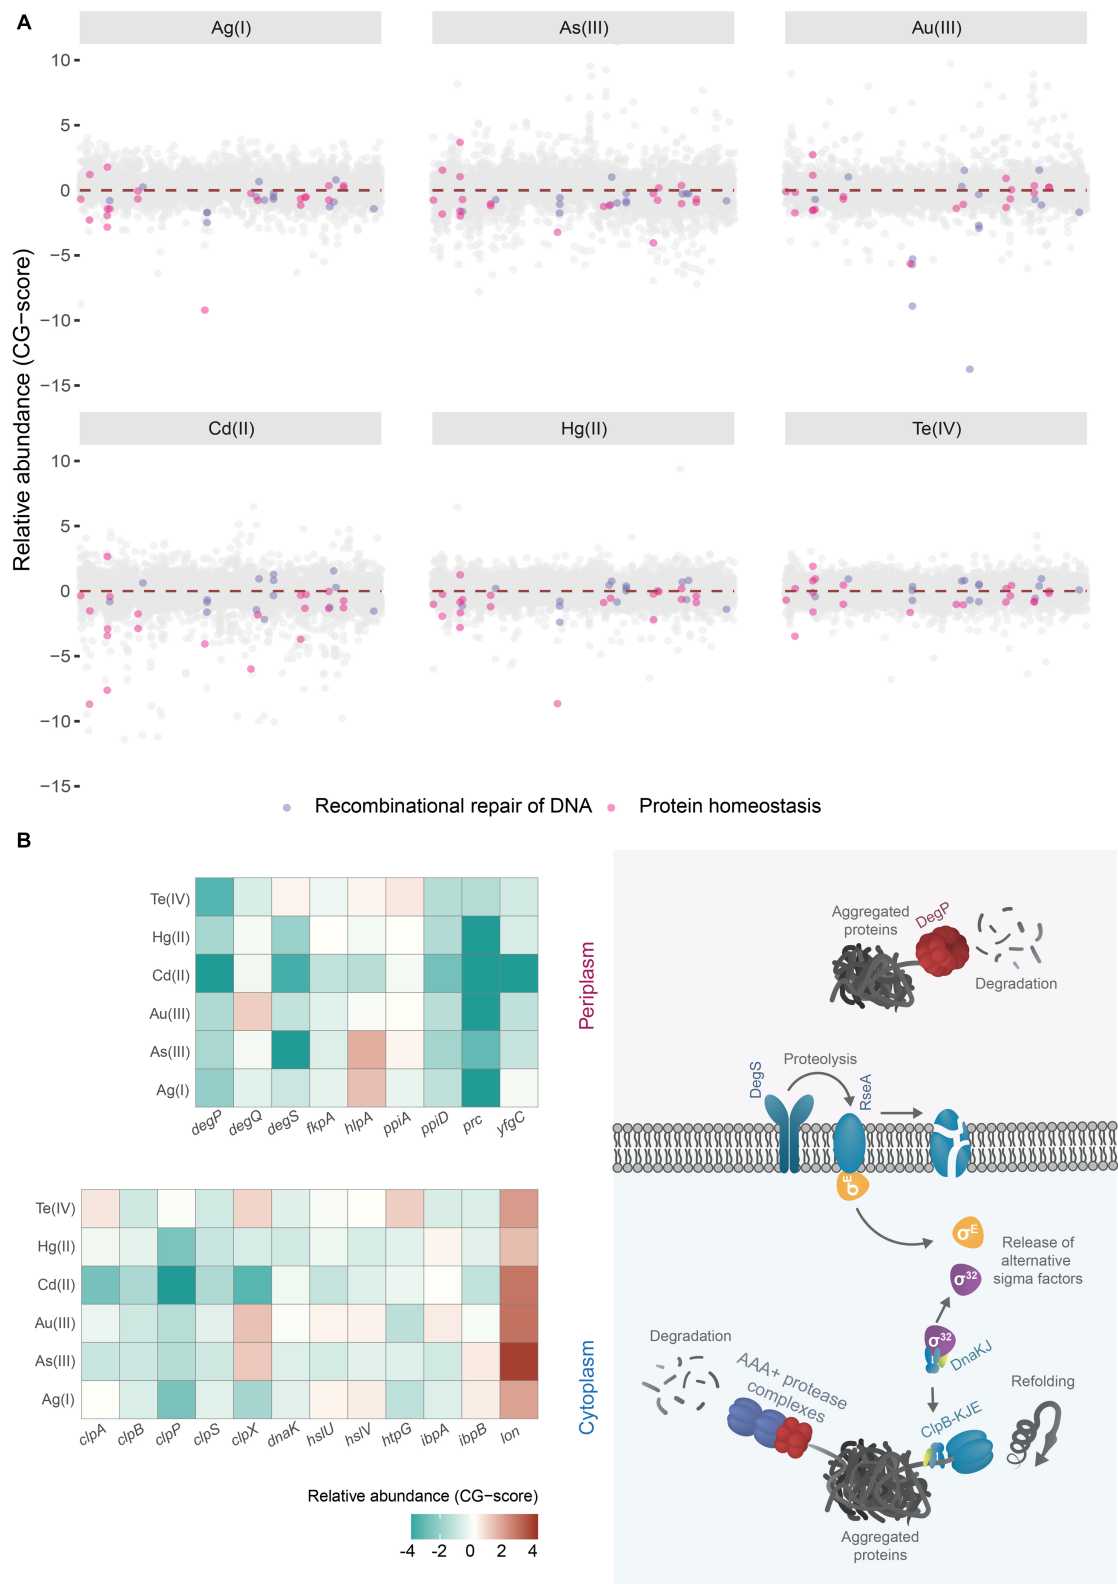 A
Ag(I)
As(III)
Au(III)
10
5
0
−5
−10
−15
Relative abundance (CG−score)
Cd(II)
Hg(II)
Te(IV)
10
5
0
−5
−10
−15
Recombinational repair of DNA
Protein homeostasis
B
Te(IV)
Hg(II)
Cd(II)
Au(III)
As(III)
Ag(I)
degP
degQ
degS
fkpA
hlpA
ppiA
ppiD
prc
yfgC
Te(IV)
Hg(II)
Cd(II)
Au(III)
As(III)
Ag(I)
clpA
clpB
clpP
clpS
clpX
dnaK
hslU
hslV
htpG
ibpA
ibpB
lon
Relative abundance (CG−score)
-4
-2
0
2
4
Periplasm
Aggregated
proteins
DegP
Degradation
DegS
Proteolysis
RseA
σE
σE
Release of
alternative
sigma factors
σ32
σ32
DnaKJ
Cytoplasm
Degradation
AAA+ protease
complexes
ClpB-KJE
Refolding
Aggregated
proteins